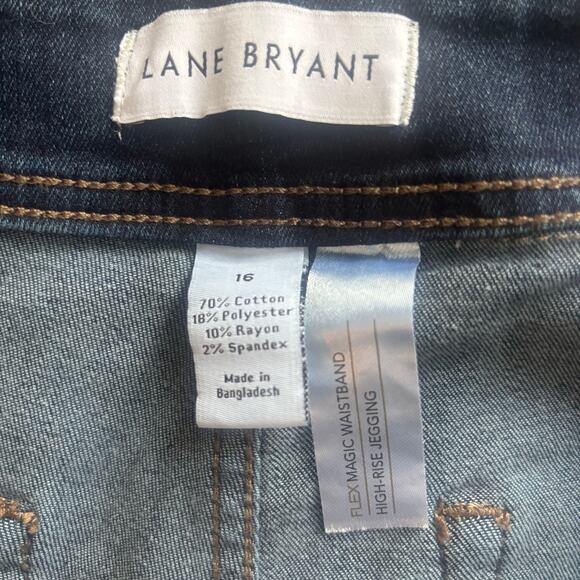 LANE BRYANT
16
70% Cotton
18% Polyester
10% Rayon
2% Spandex
Made in
Bangladesh
FLEX MAGIC WAISTBAND
HIGH-RISE JEGGING